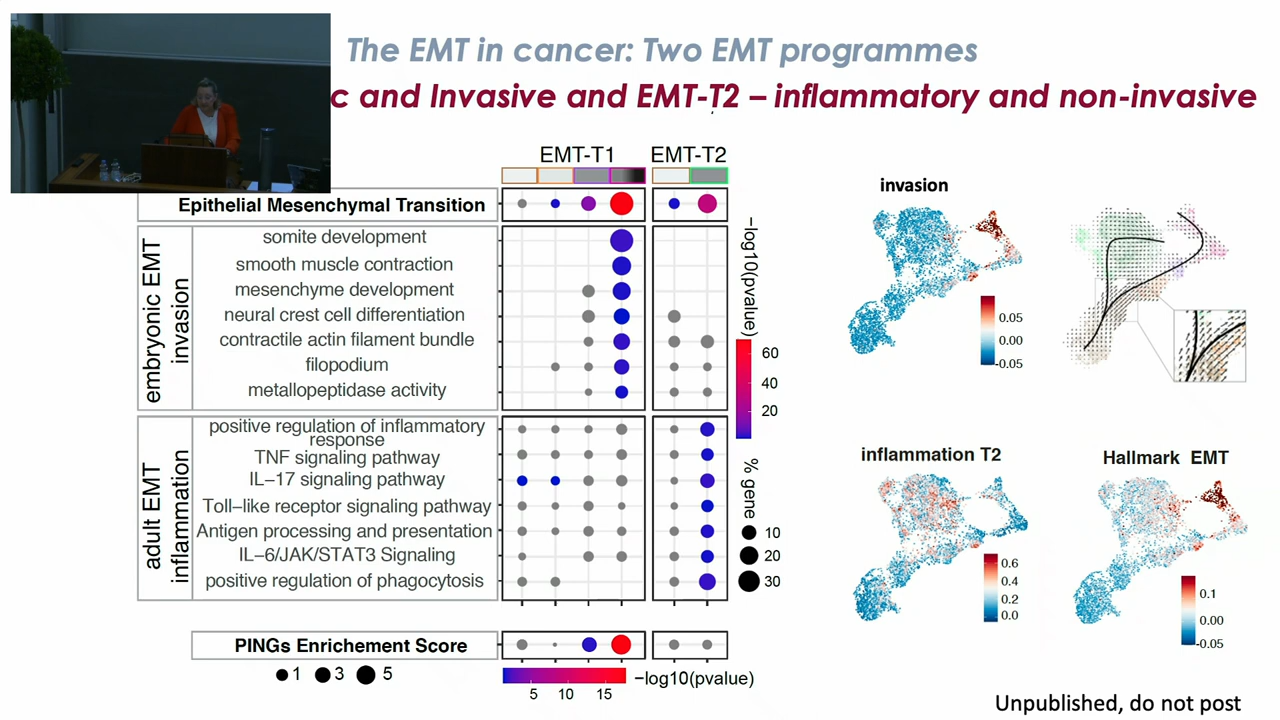 The EMT in cancer: Two EMT programmes
c and Invasive and EMT-T2 – inflammatory and non-invasive
EMT-T1
EMT-T2
Epithelial Mesenchymal Transition
embryonic EMT
invasion
somite development
smooth muscle contraction
mesenchyme development
neural crest cell differentiation
contractile actin filament bundle
filopodium
metallopeptidase activity
adult EMT
inflammation
positive regulation of inflammatory
response
TNF signaling pathway
IL−17 signaling pathway
Toll−like receptor signaling pathway
Antigen processing and presentation
IL−6/JAK/STAT3 Signaling
positive regulation of phagocytosis
PINGs Enrichment Score
1 3 5
5 10 15
−log10(pvalue)
−log10(pvalue)
60
40
20
% gene
10
20
30
invasion
0.05
0.00
-0.05
inflammation T2
0.6
0.4
0.2
0.0
Hallmark EMT
0.1
0.00
-0.05
Unpublished, do not post